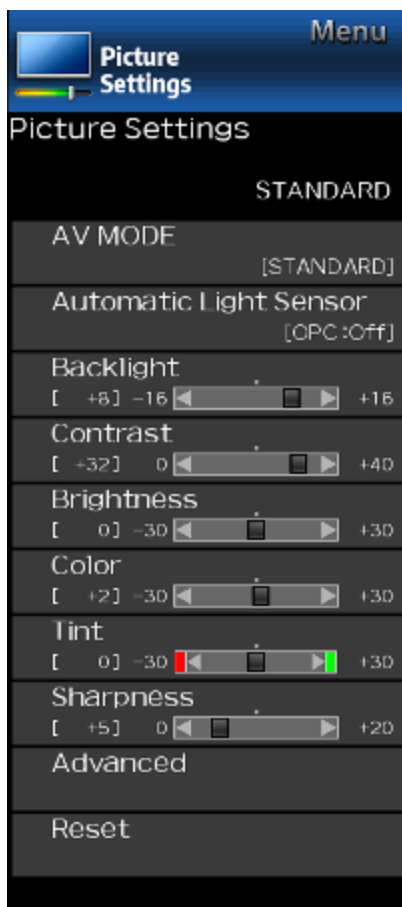 Menu
Picture
Settings
Picture Settings
STANDARD
AV MODE
[STANDARD]
Automatic Light Sensor
[OPC:Off]
Backlight
[ +8] -16 +16
Contrast
[ +32] 0 +40
Brightness
[ 0] -30 +30
Color
[ +2] -30 +30
Tint
[ 0] -30 +30
Sharpness
[ +5] 0 +20
Advanced
Reset